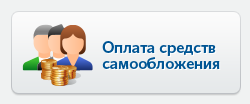 Оплата средств
самообложения